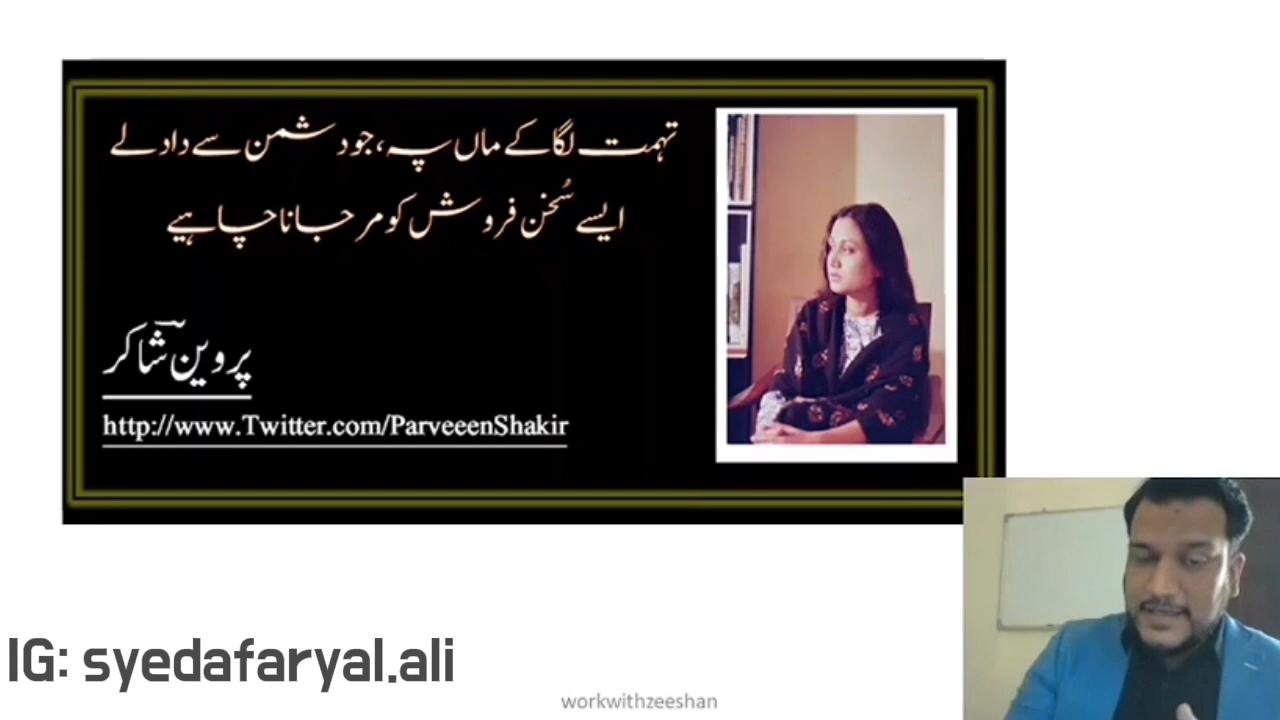 تہمت لگا کے ماں پہ، جو دشمن سے داد لے
ایسے سُخن فروش کو مر جانا چاہیے
پروین شاکر
http://www.Twitter.com/ParveeenShakir
IG: syedafaryal.ali
workwithzeeshan